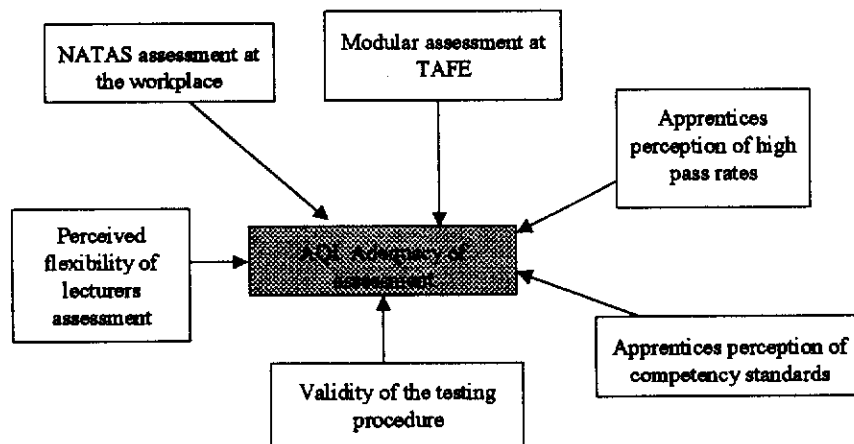 NATAS assessment at
the workplace
Modular assessment at
TAFE
Apprentices
perception of high
pass rates
Perceived
flexibility of
lecturers assessment
Adequacy of
assessment
Apprentices perception of
competency standards
Validity of the testing
procedure